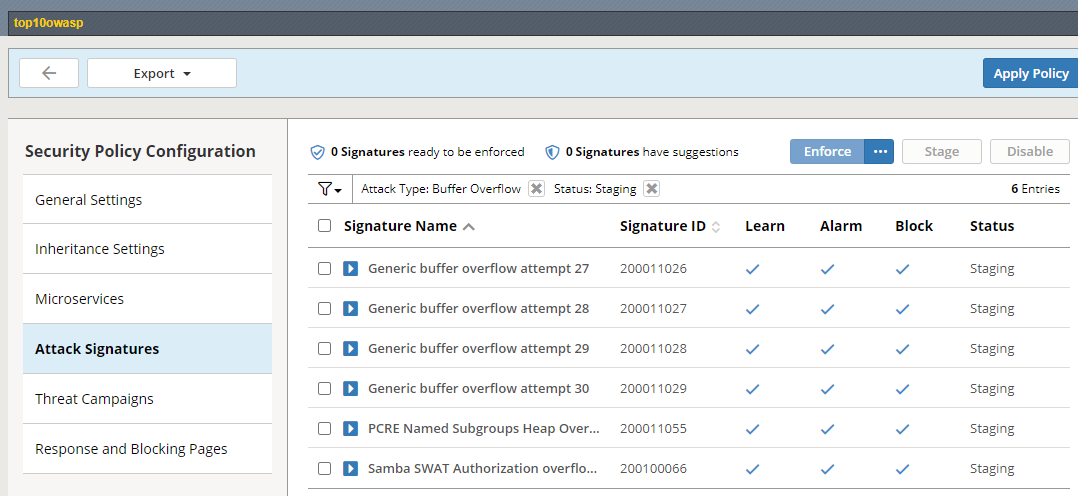 top10owasp
Export
Apply Policy
Security Policy Configuration
General Settings
Inheritance Settings
Microservices
Attack Signatures
Threat Campaigns
Response and Blocking Pages
0 Signatures ready to be enforced 0 Signatures have suggestions Enforce ... Stage Disable
Attack Type: Buffer Overflow Status: Staging 6 Entries
Signature Name Signature ID Learn Alarm Block Status
Generic buffer overflow attempt 27 200011026 Staging
Generic buffer overflow attempt 28 200011027 Staging
Generic buffer overflow attempt 29 200011028 Staging
Generic buffer overflow attempt 30 200011029 Staging
PCRE Named Subgroups Heap Over... 200011055 Staging
Samba SWAT Authorization overflo... 200100066 Staging